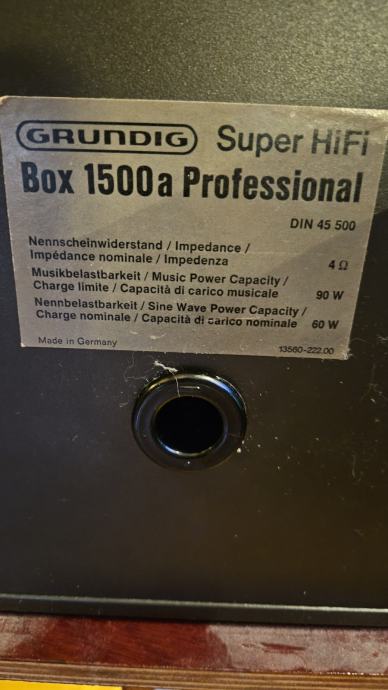 GRUNDIG Super HiFi
Box 1500a Professional
DIN 45 500
Nennscheinwiderstand / Impedance /
Impédance nominale / Impedenza 4 Ω
Musikbelastbarkeit / Music Power Capacity /
Charge limite / Capacità di carico musicale 90 W
Nennbelastbarkeit / Sine Wave Power Capacity /
Charge nominale / Capacità di carico nominale 60 W
Made in Germany 13560-222.00